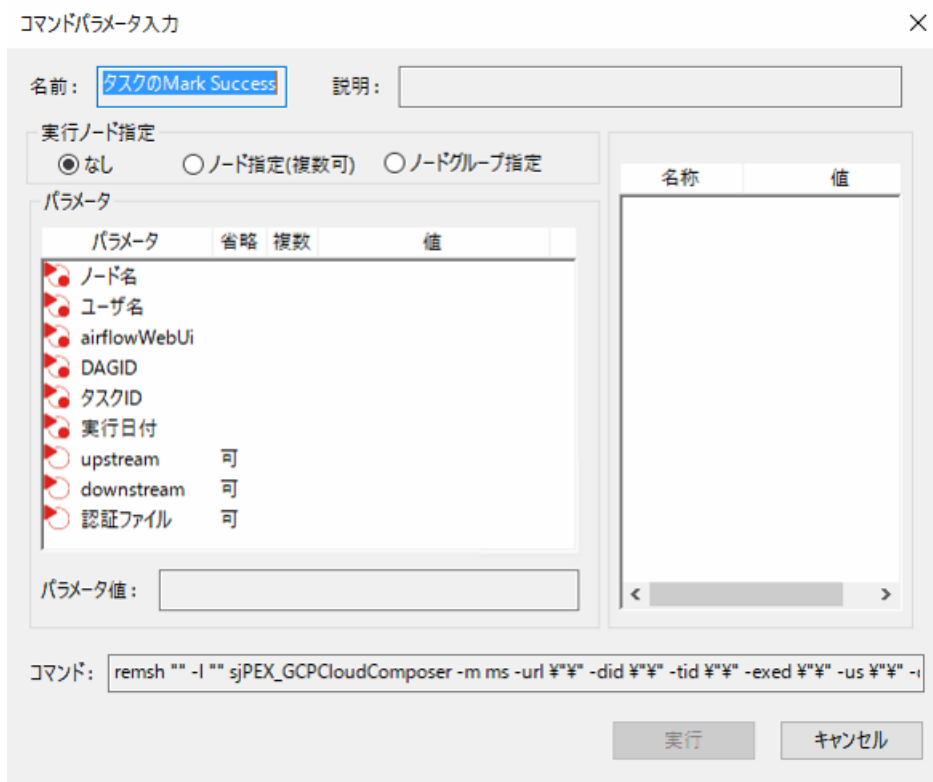 コマンドパラメータ入力
名前： タスクのMark Success 説明：
実行ノード指定
なし ノード指定(複数可) ノードグループ指定
名称 値
パラメータ
パラメータ 省略 複数 値
ノード名
ユーザ名
airflowWebUi
DAGID
タスクID
実行日付
upstream 可
downstream 可
認証ファイル 可
パラメータ値：
コマンド： remsh "" -l "" sjPEX_GCPCloudComposer -m ms -url ¥"¥" -did ¥"¥" -tid ¥"¥" -exed ¥"¥" -us ¥"¥" -
実行 キャンセル